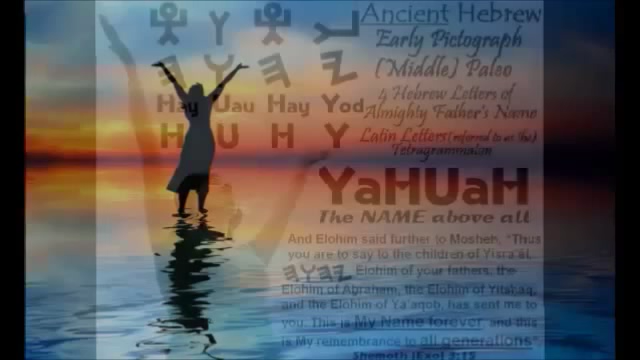 Ancient Hebrew
Early Pictograph
(Middle) Paleo
Hay Uau Hay Yod
4 Hebrew Letters of
Almighty Father's Name
H U H Y
Latin Letters (referred to as the)
Tetragrammaton
YaHUaH
The NAME above all
And Elohim said further to Mosheh, "Thus
you are to say to the children of Yisra'ĕl,
𐤉𐤄𐤅𐤄 Elohim of your fathers, the
Elohim of Abraham, the Elohim of Yitsḥaq,
and the Elohim of Ya'aqob, has sent me to
you. This is My Name forever, and this
is My remembrance to all generations".
Shemoth (Exo) 3:15